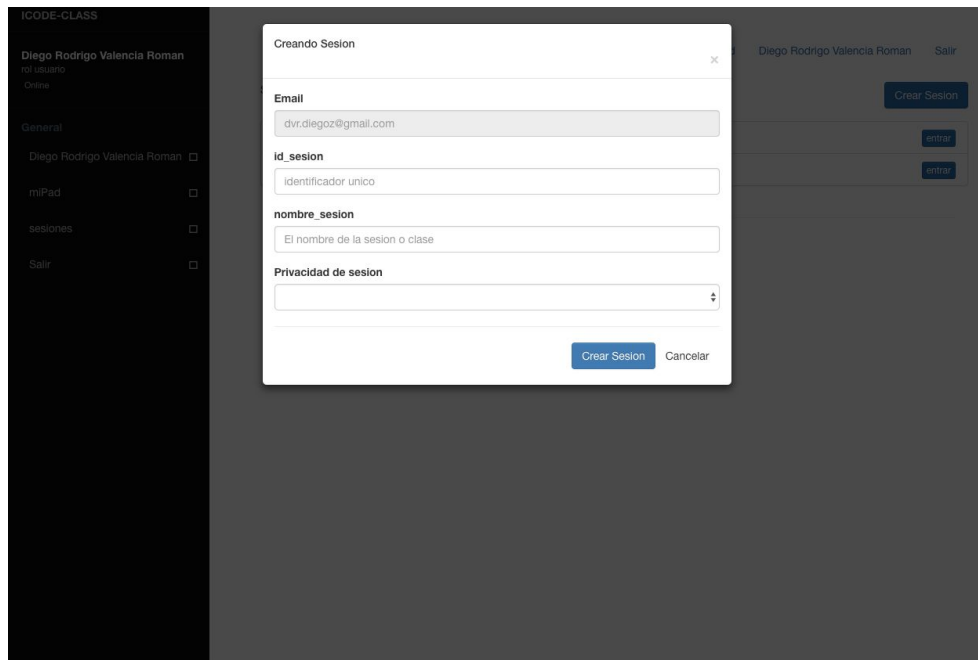 ICODE-CLASS
Diego Rodrigo Valencia Roman
rol usuario
Online
General
Diego Rodrigo Valencia Roman
miPad
sesiones
Salir
Diego Rodrigo Valencia Roman
Salir
Crear Sesion
entrar
entrar
Creando Sesion
×
Email
dvr.diegoz@gmail.com
id_sesion
identificador unico
nombre_sesion
El nombre de la sesion o clase
Privacidad de sesion
Crear Sesion
Cancelar